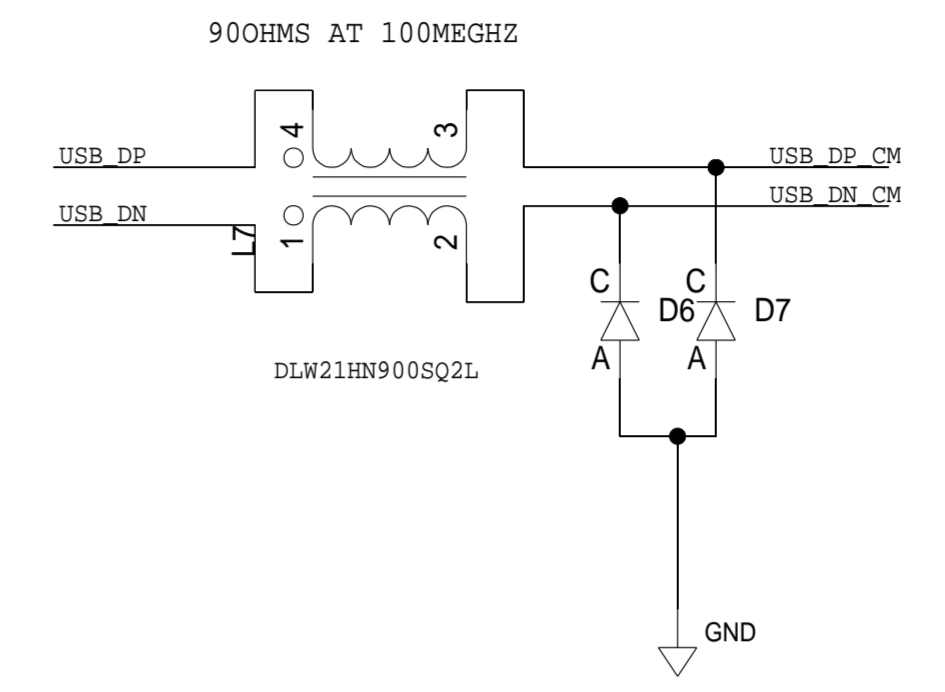 90OHMS AT 100MEGHZ
4
3
USB_DP
USB_DP_CM
USB_DN_CM
USB_DN
L7
1
2
C
C
D6
D7
A
A
DLW21HN900SQ2L
GND